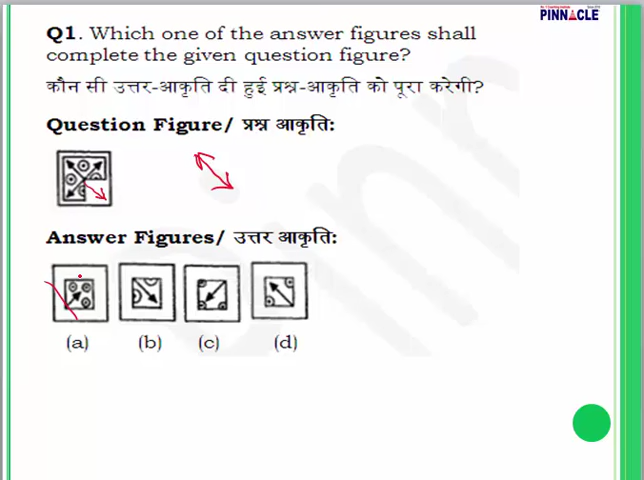 PINNACLE
Q1. Which one of the answer figures shall
complete the given question figure?
कौन सी उत्तर-आकृति दी हुई प्रश्न-आकृति को पूरा करेगी?
Question Figure/ प्रश्न आकृति:
Answer Figures/ उत्तर आकृति:
(a) (b) (c) (d)